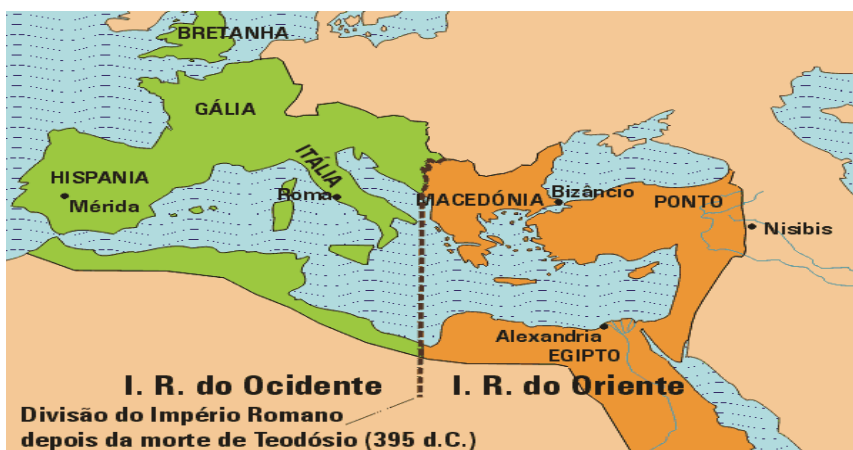 BRETANHA
GÁLIA
ITÁLIA
HISPANIA
Mérida
Roma
MACEDÓNIA
Bizâncio
PONTO
Nisibis
Alexandria
EGIPTO
I. R. do Ocidente
I. R. do Oriente
Divisão do Império Romano
depois da morte de Teodósio (395 d.C.)